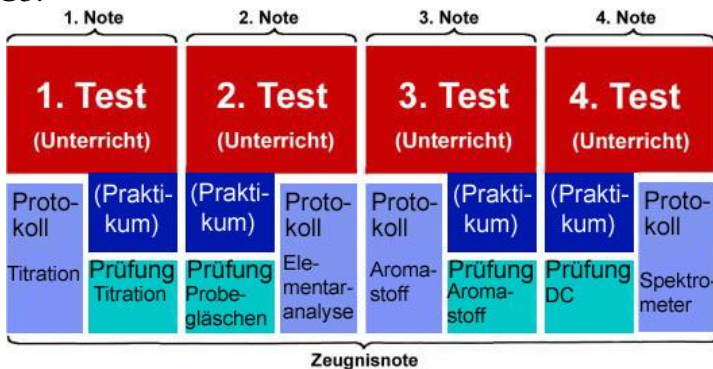 1. Note
2. Note
3. Note
4. Note
1. Test
(Unterricht)
2. Test
(Unterricht)
3. Test
(Unterricht)
4. Test
(Unterricht)
Proto-
koll
Titration
(Prakti-
kum)
Prüfung
Titration
(Prakti-
kum)
Prüfung
Probe-
gläschen
Proto-
koll
Ele-
mentar-
analyse
Proto-
koll
Aroma-
stoff
(Prakti-
kum)
Prüfung
Aroma-
stoff
(Prakti-
kum)
Prüfung
DC
Proto-
koll
Spektro-
meter
Zeugnisnote